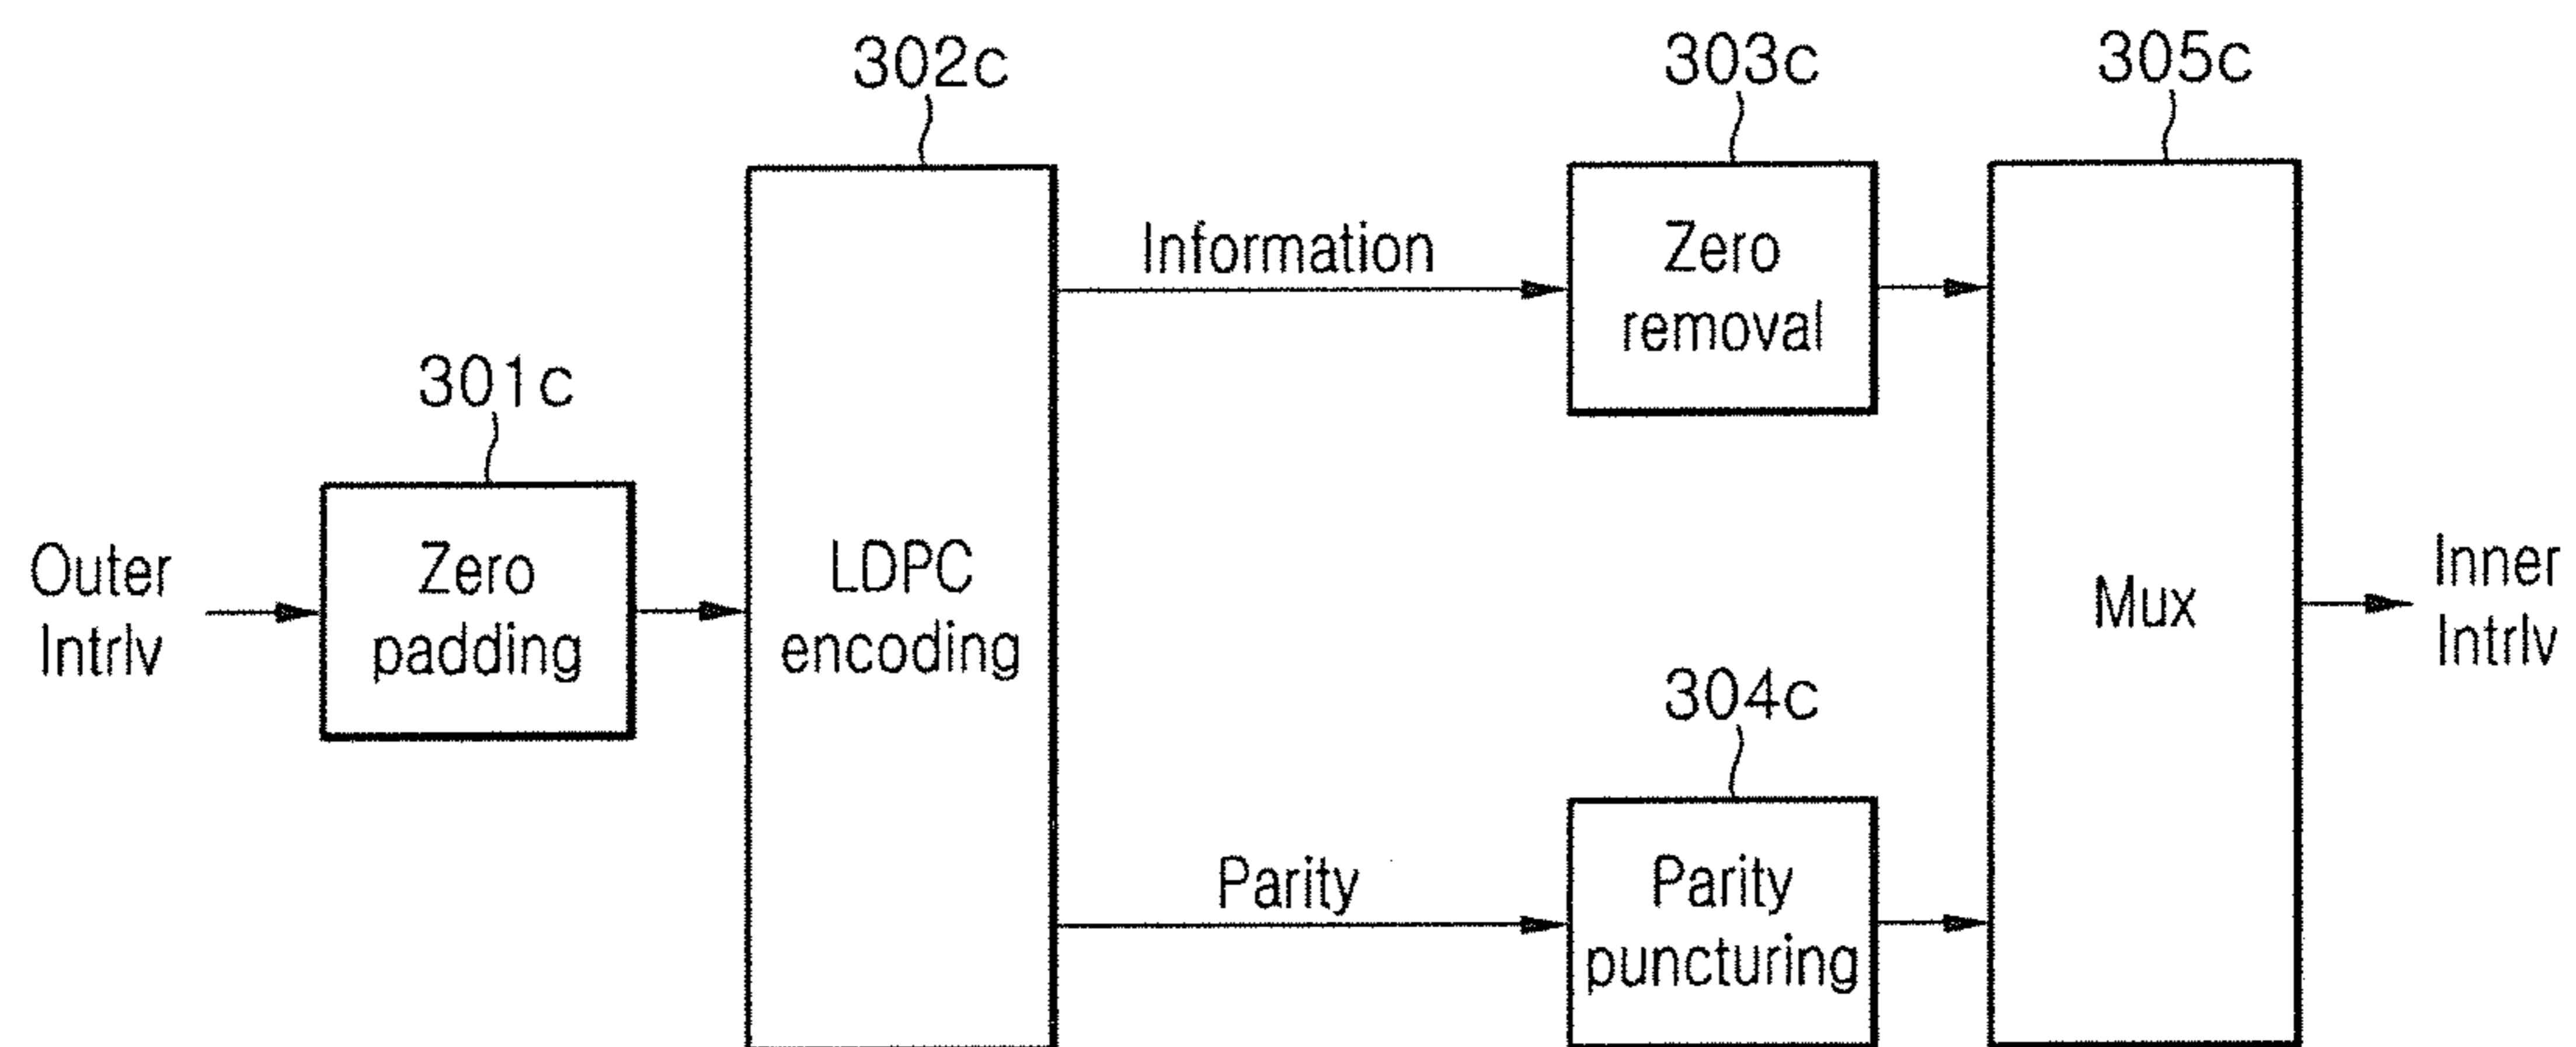 302c
303c
305c
Information
Zero
removal
301c
Outer
Intrlv
Zero
padding
LDPC
encoding
Mux
Inner
Intrlv
304c
Parity
Parity
puncturing